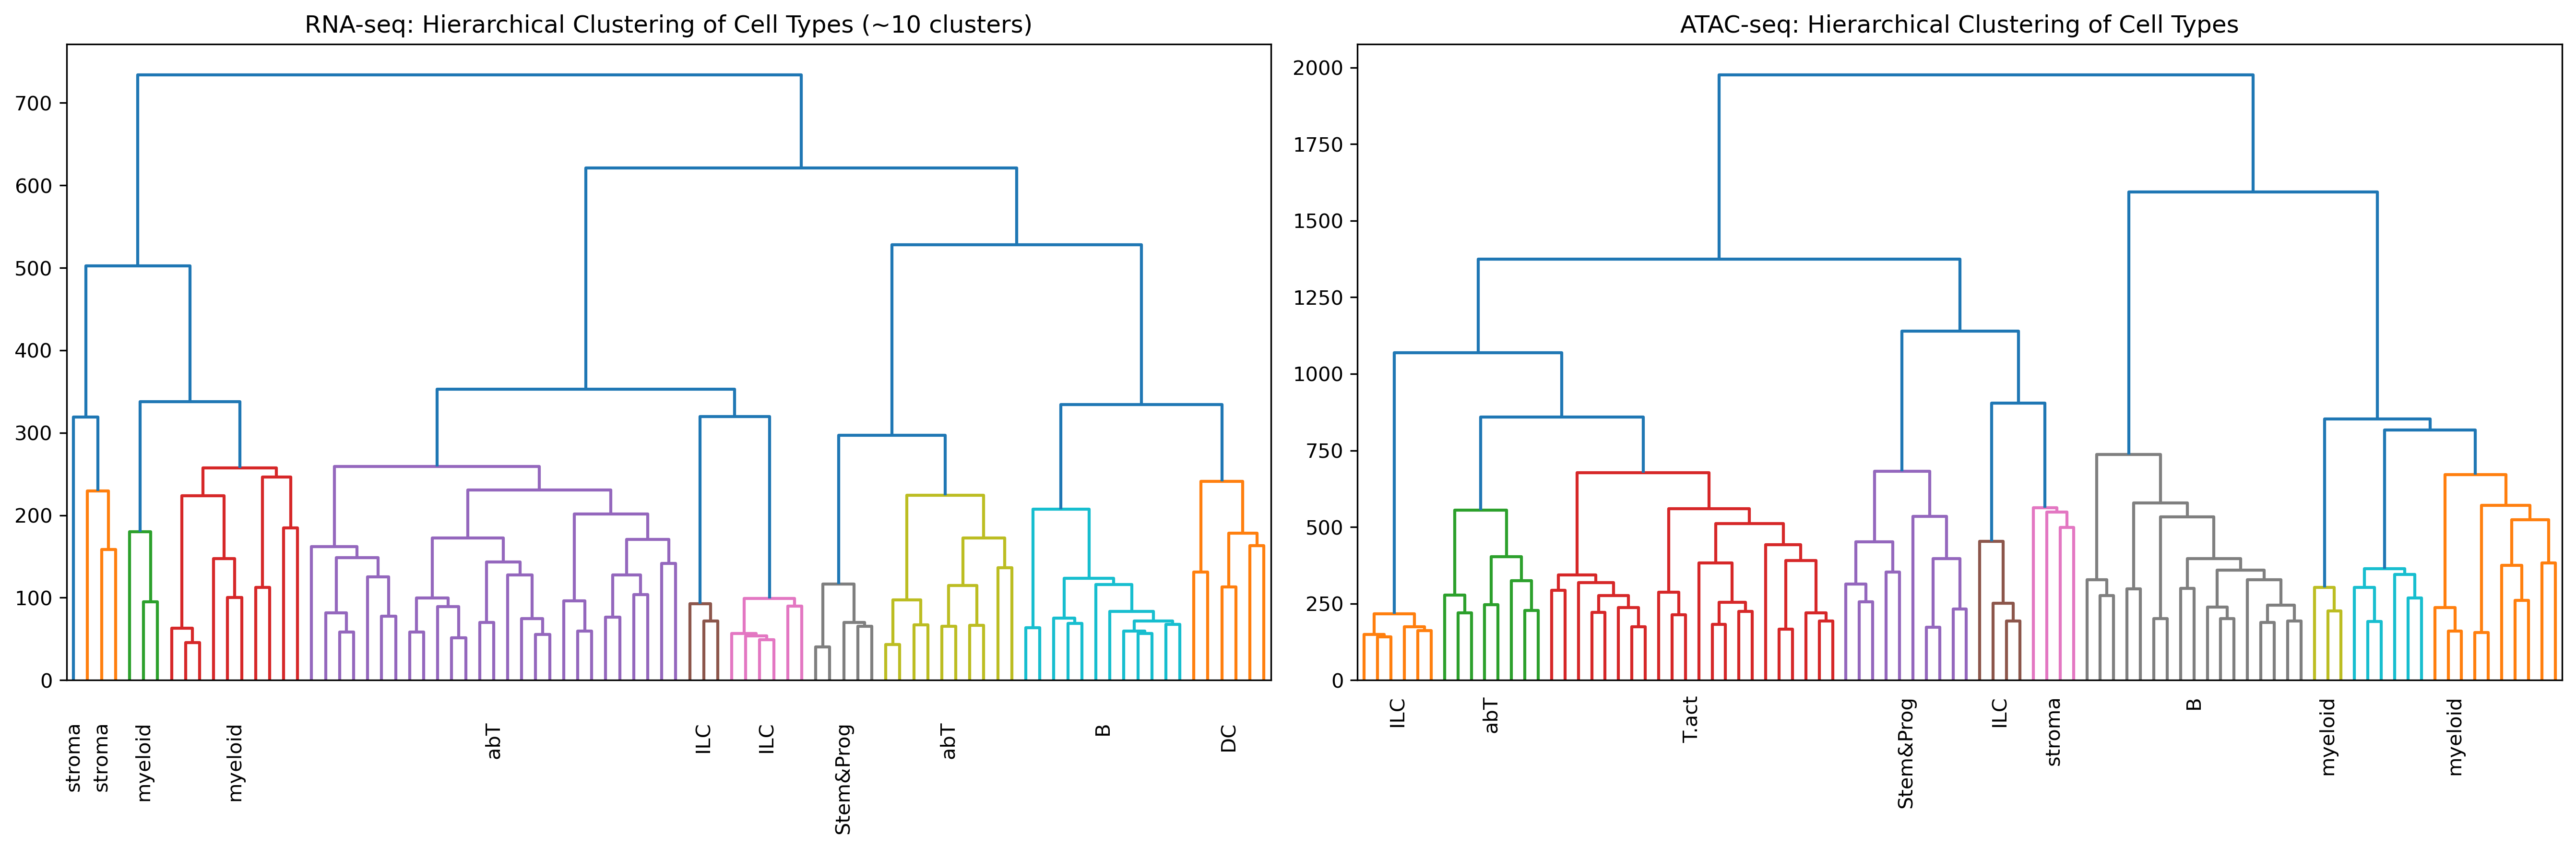 RNA-seq: Hierarchical Clustering of Cell Types (~10 clusters)
700
600
500
400
300
200
100
0
stroma
stroma
myeloid
myeloid
abT
ILC
ILC
Stem&Prog
abT
B
DC
ATAC-seq: Hierarchical Clustering of Cell Types
2000
1750
1500
1250
1000
750
500
250
0
ILC
abT
T.act
Stem&Prog
ILC
stroma
B
myeloid
myeloid